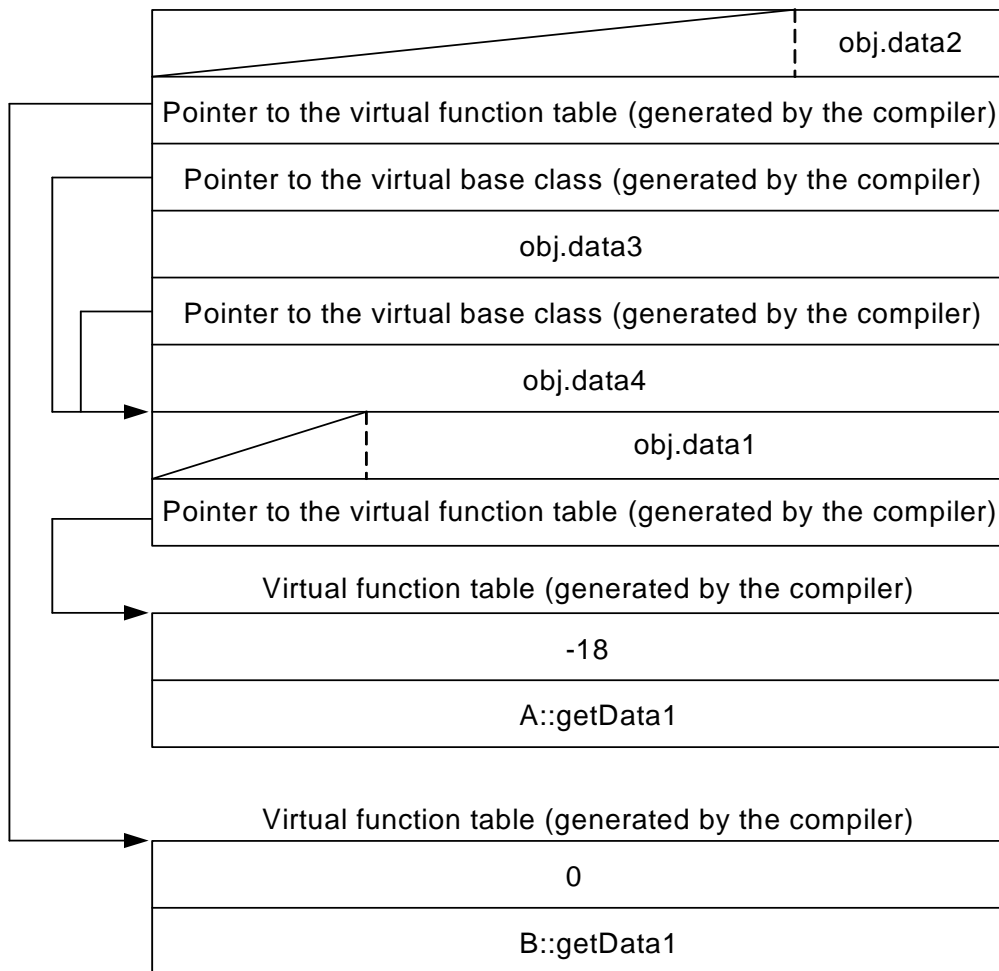 obj.data2
Pointer to the virtual function table (generated by the compiler)
Pointer to the virtual base class (generated by the compiler)
obj.data3
Pointer to the virtual base class (generated by the compiler)
obj.data4
obj.data1
Pointer to the virtual function table (generated by the compiler)
Virtual function table (generated by the compiler)
-18
A::getData1
Virtual function table (generated by the compiler)
0
B::getData1